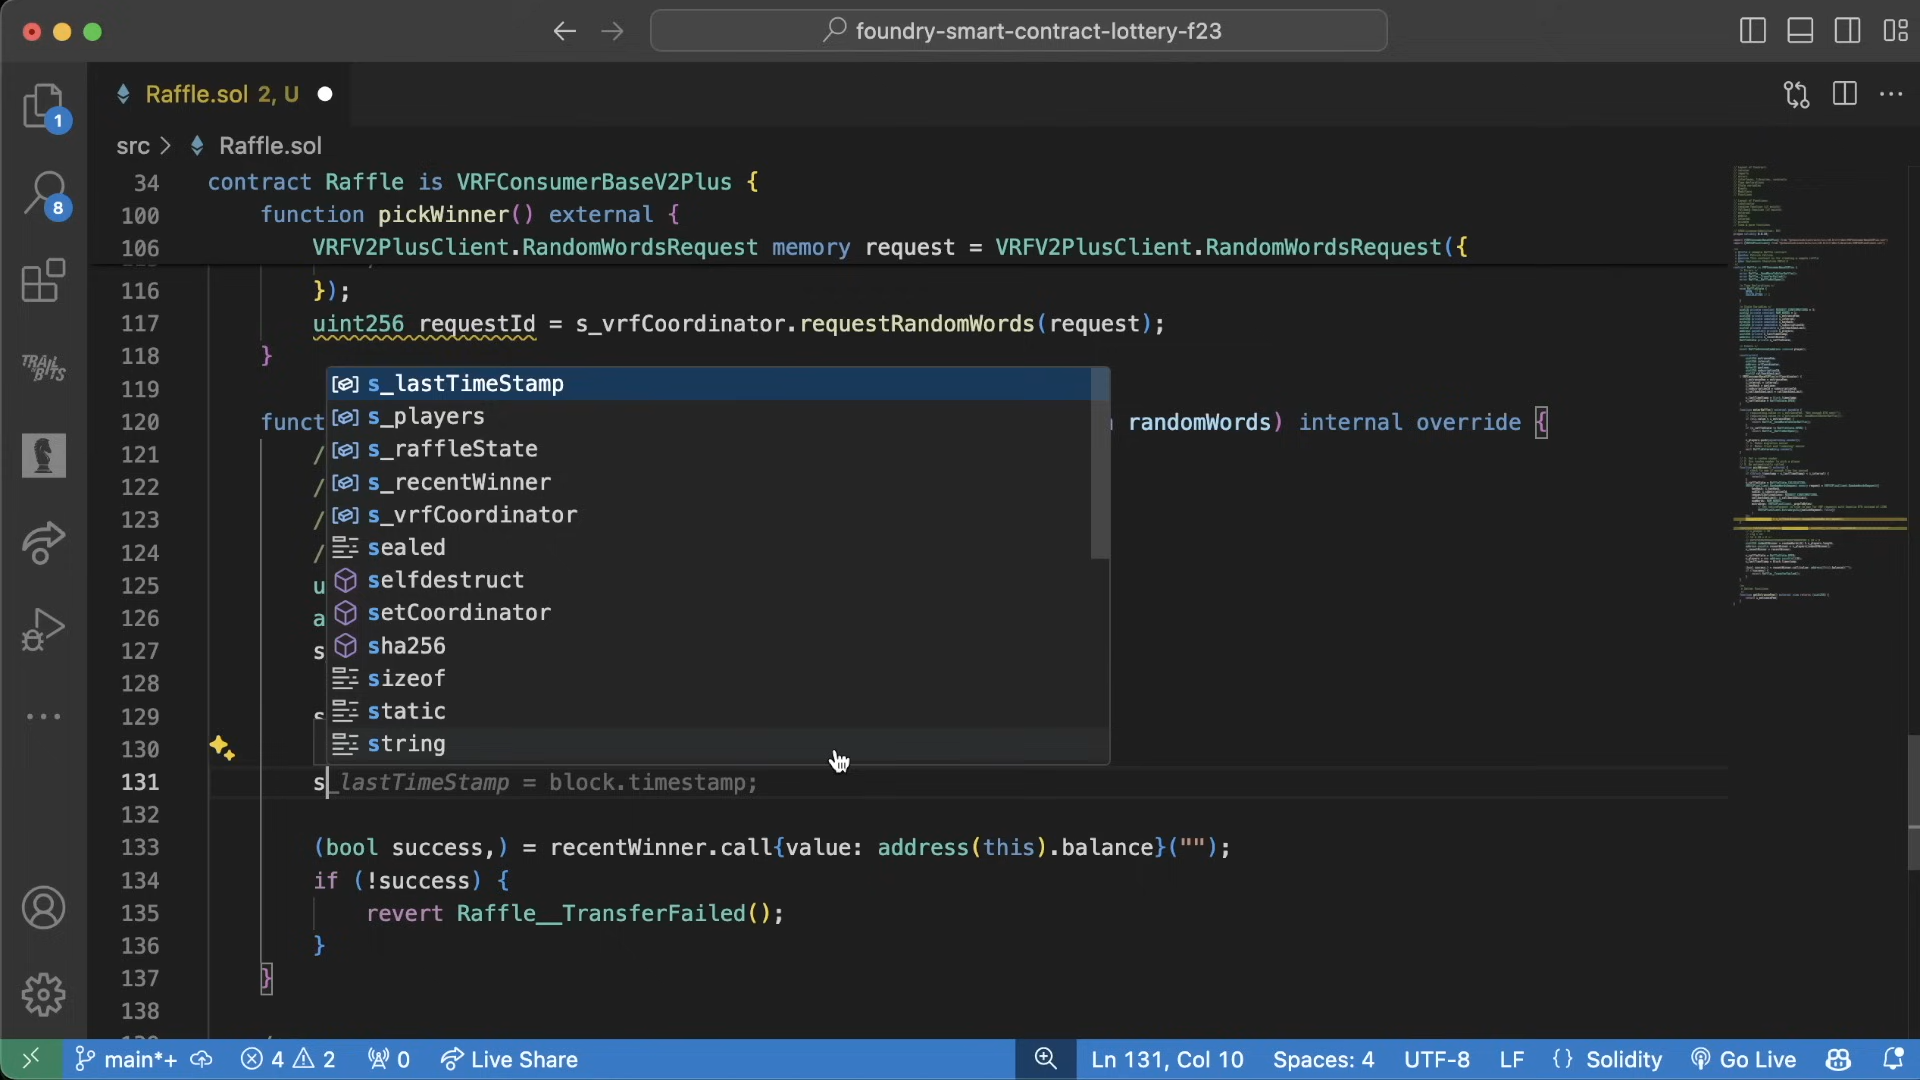 foundry-smart-contract-lottery-f23
1
Raffle.sol 2, U
src > Raffle.sol
8
34 contract Raffle is VRFConsumerBaseV2Plus {
100 function pickWinner() external {
106 VRFV2PlusClient.RandomWordsRequest memory request = VRFV2PlusClient.RandomWordsRequest({
116 });
117 uint256 requestId = s_vrfCoordinator.requestRandomWords(request);
118 }
119
120 funct randomWords) internal override {
TRAIL OF BITS
s_lastTimeStamp
s_players
121 /
s_raffleState
122 /
s_recentWinner
123 /
s_vrfCoordinator
124 /
sealed
125 u
selfdestruct
126 a
setCoordinator
127 s
sha256
128
sizeof
129 s
static
130
string
131 s_lastTimeStamp = block.timestamp;
132
133 (bool success,) = recentWinner.call{value: address(this).balance}("");
134 if (!success) {
135 revert Raffle__TransferFailed();
136 }
137 }
138
main*+ 4 2 0 Live Share Ln 131, Col 10 Spaces: 4 UTF-8 LF {} Solidity Go Live